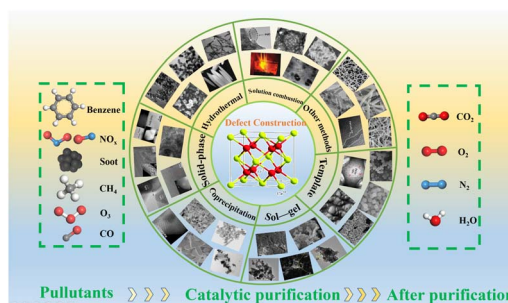 Benzene
NOx
Soot
CH4
O3
CO
Hydrothermal
Solution combustion
Other methods
Template
Sol—gel
Coprecipitation
Solid-phase
Defect Construction
CO2
O2
N2
H2O
Pollutants
Catalytic purification
After purification